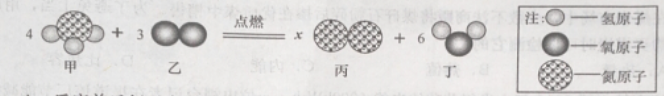 4 + 3 点燃 x + 6
甲 乙 丙 丁
注:
—氢原子
—氧原子
—氮原子